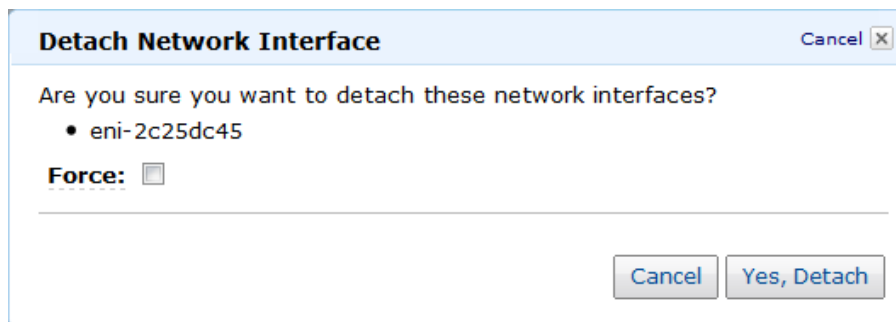 Detach Network Interface Cancel
Are you sure you want to detach these network interfaces?
• eni-2c25dc45
Force:
Cancel Yes, Detach